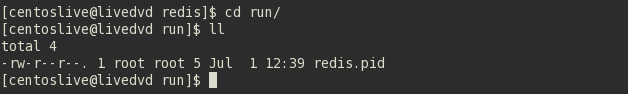 [centoslive@livedvd redis]$ cd run/
[centoslive@livedvd run]$ ll
total 4
-rw-r--r--. 1 root root 5 Jul  1 12:39 redis.pid
[centoslive@livedvd run]$